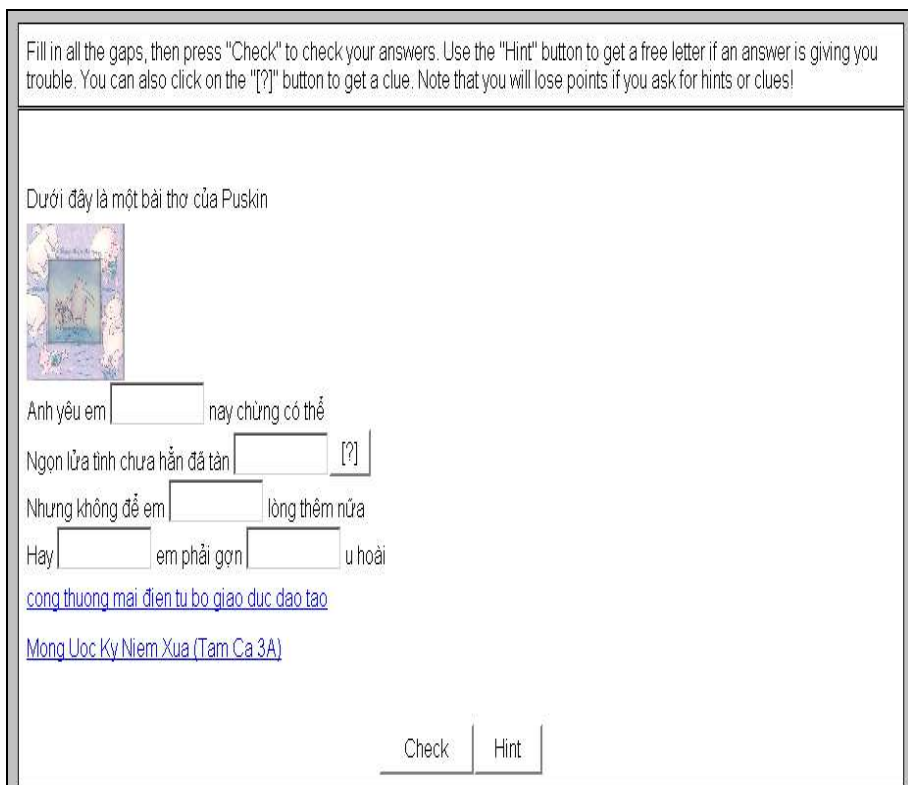 Fill in all the gaps, then press "Check" to check your answers. Use the "Hint" button to get a free letter if an answer is giving you
trouble. You can also click on the "[?]" button to get a clue. Note that you will lose points if you ask for hints or clues!
Dưới đây là một bài thơ của Puskin
Anh yêu em nay chừng có thể
Ngọn lửa tình chưa hẳn đã tàn [?]
Nhưng không để em lòng thêm nữa
Hay em phải gợn u hoài
cong thuong mai đien tu bo giao duc dao tao
Mong Uoc Ky Niem Xua (Tam Ca 3A)
Check Hint